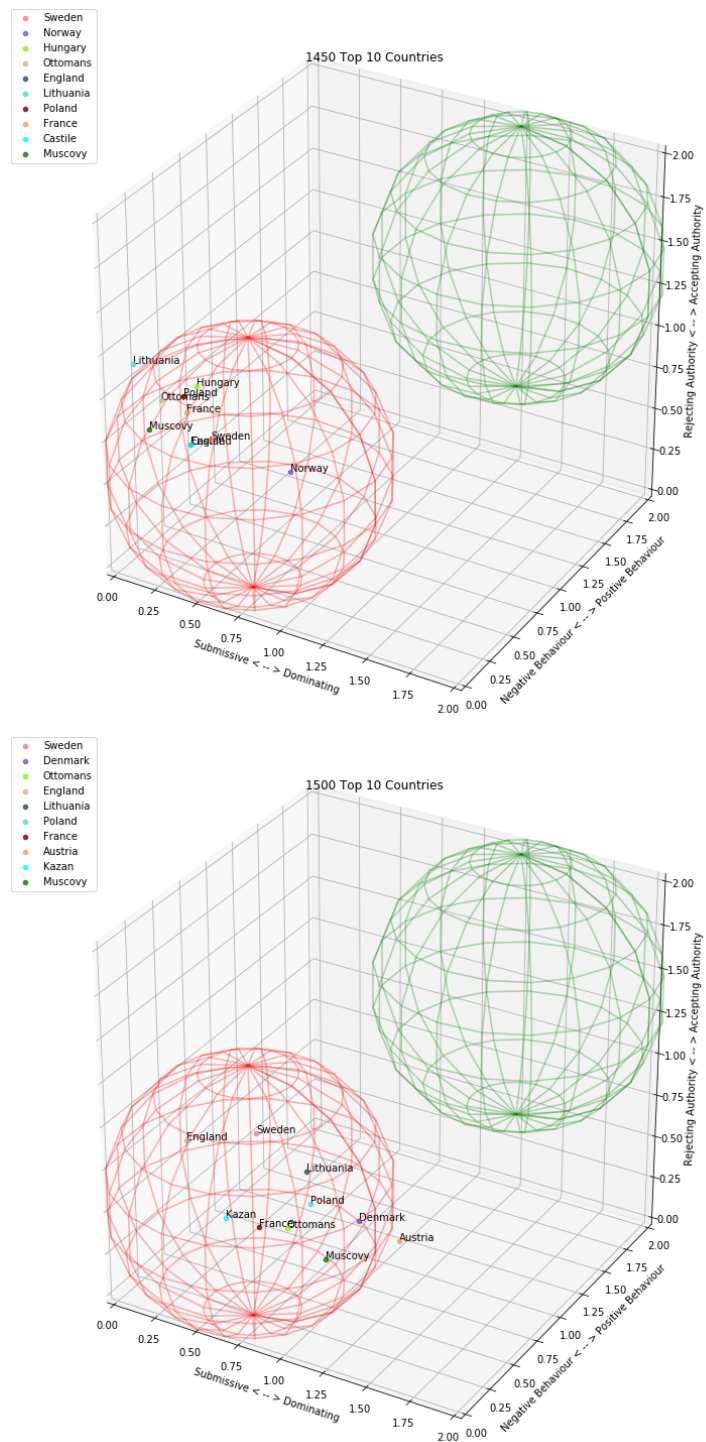 Sweden
Norway
Hungary
Ottomans
England
Lithuania
Poland
France
Castile
Muscovy
1450 Top 10 Countries
Lithuania
Hungary
Poland
Ottomans
France
Muscovy
Sweden
England
Norway
0.00
0.25
0.50
0.75
1.00
1.25
1.50
1.75
2.00
Submissive < -- > Dominating
0.00
0.25
0.50
0.75
1.00
1.25
1.50
1.75
2.00
Negative Behaviour < -- > Positive Behaviour
2.00
1.75
1.50
1.25
1.00
0.75
0.50
0.25
0.00
Rejecting Authority < -- > Accepting Authority
Sweden
Denmark
Ottomans
England
Lithuania
Poland
France
Austria
Kazan
Muscovy
1500 Top 10 Countries
Sweden
England
Lithuania
Poland
Kazan
France
Ottomans
Denmark
Austria
Muscovy
0.00
0.25
0.50
0.75
1.00
1.25
1.50
1.75
2.00
Submissive < -- > Dominating
0.00
0.25
0.50
0.75
1.00
1.25
1.50
1.75
2.00
Negative Behaviour < -- > Positive Behaviour
2.00
1.75
1.50
1.25
1.00
0.75
0.50
0.25
0.00
Rejecting Authority < -- > Accepting Authority